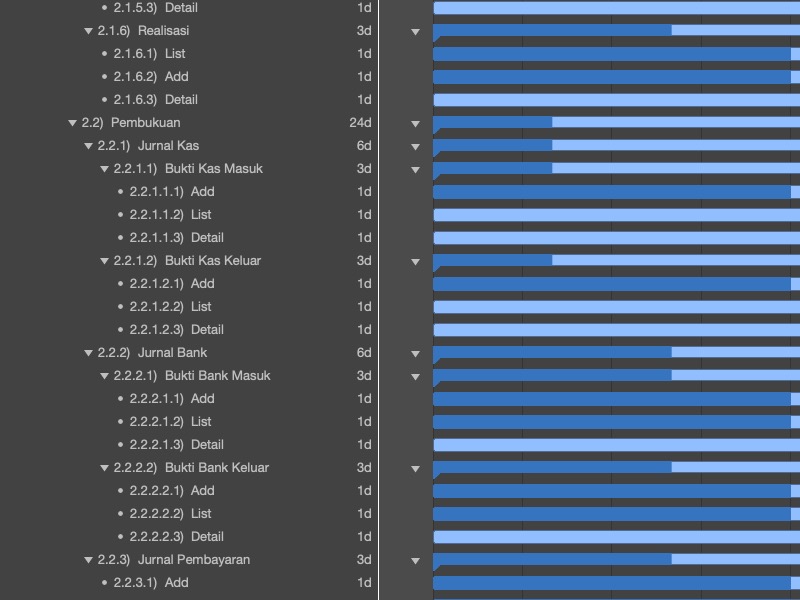 2.1.5.3) Detail 1d
2.1.6) Realisasi 3d
2.1.6.1) List 1d
2.1.6.2) Add 1d
2.1.6.3) Detail 1d
2.2) Pembukuan 24d
2.2.1) Jurnal Kas 6d
2.2.1.1) Bukti Kas Masuk 3d
2.2.1.1.1) Add 1d
2.2.1.1.2) List 1d
2.2.1.1.3) Detail 1d
2.2.1.2) Bukti Kas Keluar 3d
2.2.1.2.1) Add 1d
2.2.1.2.2) List 1d
2.2.1.2.3) Detail 1d
2.2.2) Jurnal Bank 6d
2.2.2.1) Bukti Bank Masuk 3d
2.2.2.1.1) Add 1d
2.2.2.1.2) List 1d
2.2.2.1.3) Detail 1d
2.2.2.2) Bukti Bank Keluar 3d
2.2.2.2.1) Add 1d
2.2.2.2.2) List 1d
2.2.2.2.3) Detail 1d
2.2.3) Jurnal Pembayaran 3d
2.2.3.1) Add 1d